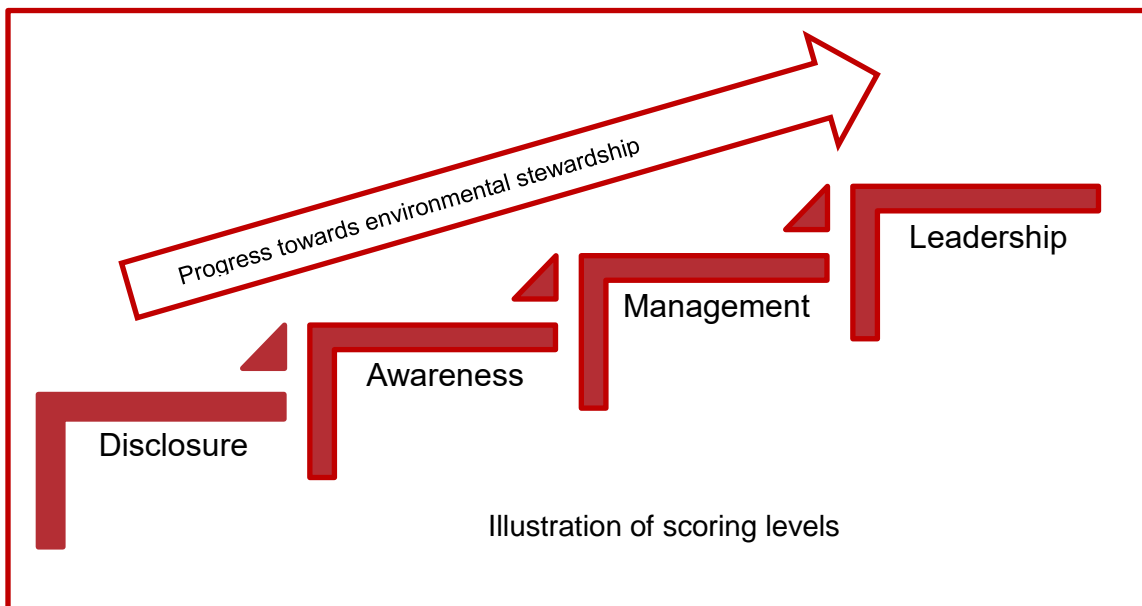 Progress towards environmental stewardship
Leadership
Management
Awareness
Disclosure
Illustration of scoring levels